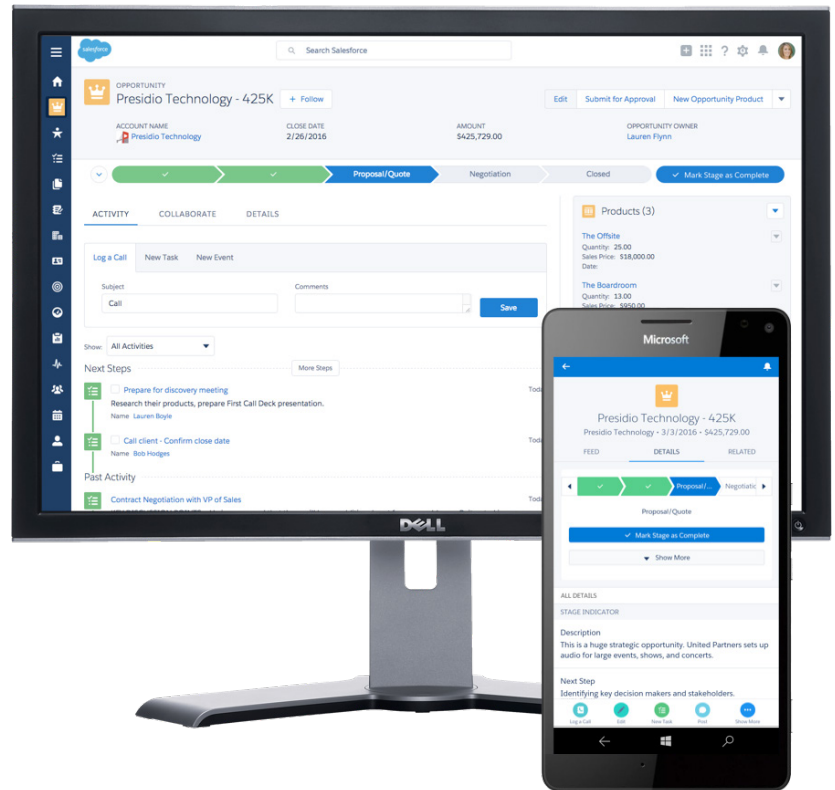 salesforce
Search Salesforce
OPPORTUNITY
Presidio Technology - 425K
+ Follow
Edit
Submit for Approval
New Opportunity Product
ACCOUNT NAME
CLOSE DATE
AMOUNT
OPPORTUNITY OWNER
Presidio Technology
2/26/2016
$425,729.00
Lauren Flynn
Proposal/Quote
Negotiation
Closed
Mark Stage as Complete
ACTIVITY
COLLABORATE
DETAILS
Products (3)
The Offsite
Quantity: 25.00
Sales Price: $18,000.00
Date:
The Boardroom
Quantity: 13.00
Sales Price: $950.00
Log a Call
New Task
New Event
Subject
Comments
Call
Save
Show: All Activities
Next Steps
More Steps
Prepare for discovery meeting
Research their products, prepare First Call Deck presentation.
Name Lauren Boyle
Call client - Confirm close date
Name Bob Hodges
Past Activity
Contract Negotiation with VP of Sales
DELL
Microsoft
Presidio Technology - 425K
Presidio Technology • 3/3/2016 • $425,729.00
FEED
DETAILS
RELATED
Proposal/...
Negotiatic
Proposal/Quote
Mark Stage as Complete
Show More
ALL DETAILS
STAGE INDICATOR
Description
This is a huge strategic opportunity. United Partners sets up
audio for large events, shows, and concerts.
Next Step
Identifying key decision makers and stakeholders.
Log a Call
Edit
New Task
Post
Show More